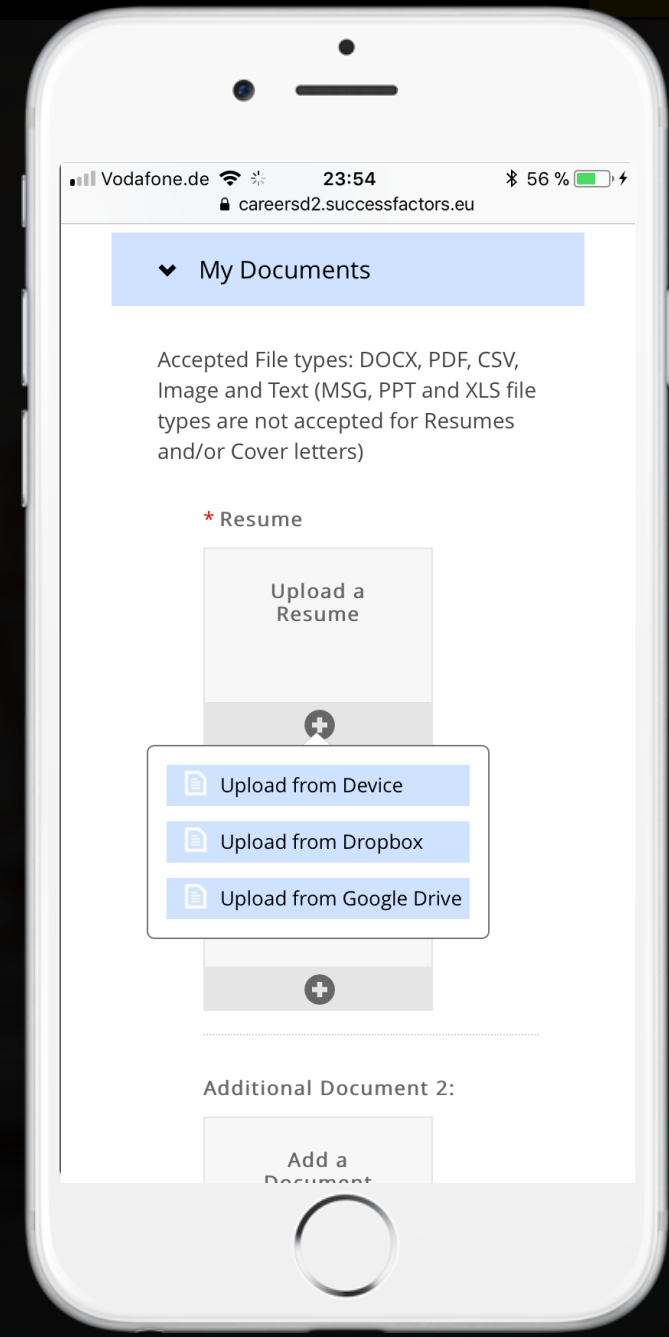 Vodafone.de 23:54 56 %
careersd2.successfactors.eu
My Documents
Accepted File types: DOCX, PDF, CSV,
Image and Text (MSG, PPT and XLS file
types are not accepted for Resumes
and/or Cover letters)
* Resume
Upload a
Resume
Upload from Device
Upload from Dropbox
Upload from Google Drive
Additional Document 2:
Add a
Document